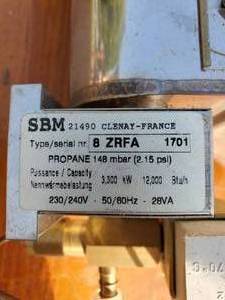 SBM 21490 CLENAY-FRANCE
Type/serial nr 8 ZRFA 1701
PROPANE 148 mbar (2.15 psi)
Puissance / Capacity
Nennwärmebelastung
3,300 kW 12,000 Btu/h
230/240V - 50/60Hz - 28VA